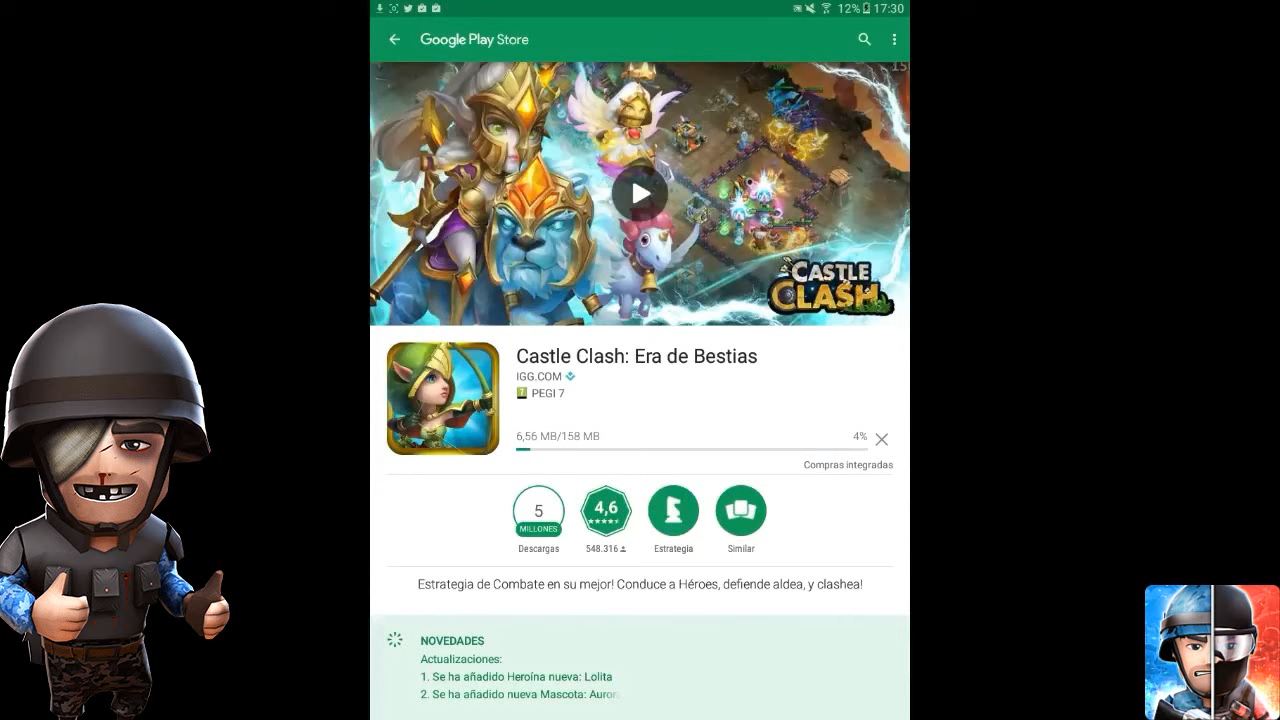 12% 17:30
Google Play Store
15
CASTLE
CLASH
Castle Clash: Era de Bestias
IGG.COM
7 PEGI 7
6,56 MB/158 MB 4%
Compras integradas
5
MILLONES
4,6
Descargas 548.316 Estrategia Similar
Estrategia de Combate en su mejor! Conduce a Héroes, defiende aldea, y clashea!
NOVEDADES
Actualizaciones:
1. Se ha añadido Heroína nueva: Lolita
2. Se ha añadido nueva Mascota: Aurora